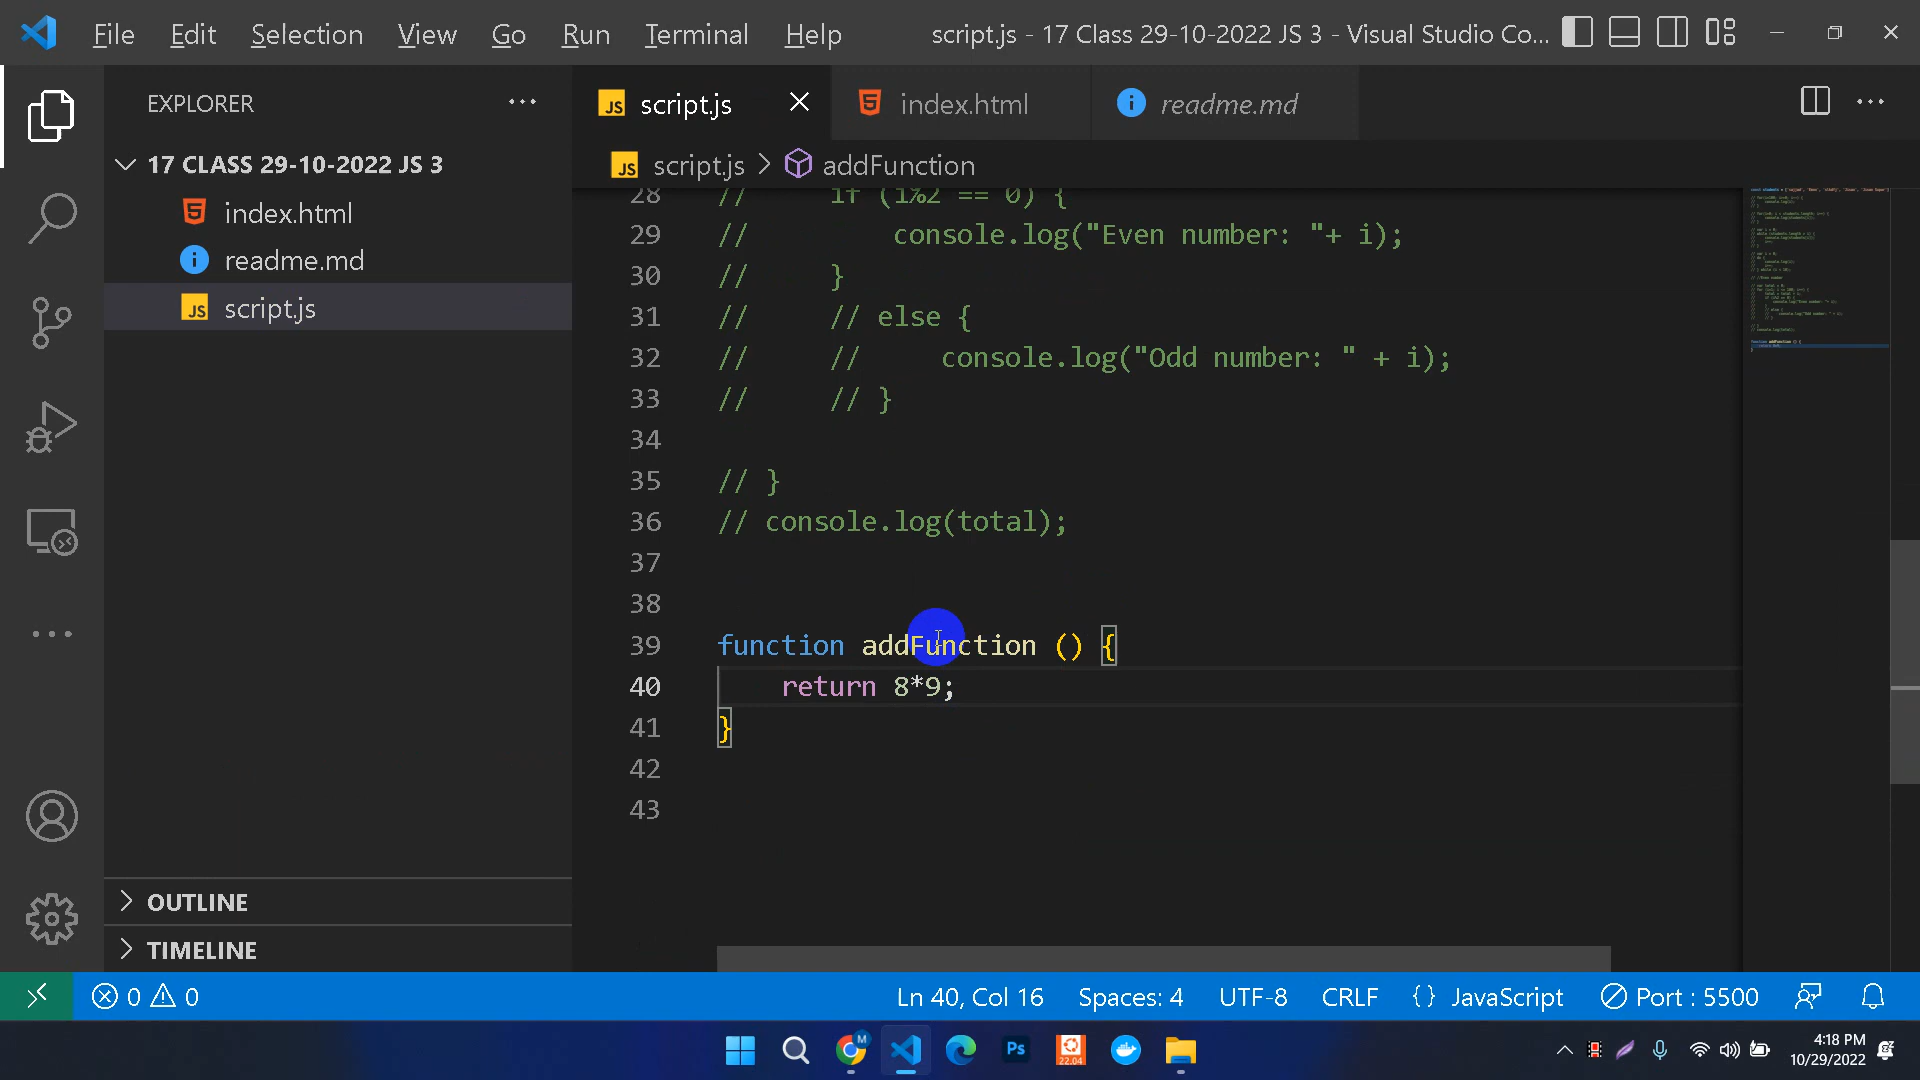 File Edit Selection View Go Run Terminal Help script.js - 17 Class 29-10-2022 JS 3 - Visual Studio Co...
EXPLORER
JS script.js index.html readme.md
17 CLASS 29-10-2022 JS 3
JS script.js > addFunction
index.html
readme.md
JS script.js
28 // if (i%2 == 0) {
29 // console.log("Even number: "+ i);
30 // }
31 // // else {
32 // // console.log("Odd number: " + i);
33 // // }
34
35 // }
36 // console.log(total);
37
38
39 function addFunction () {
40 return 8*9;
41 }
42
43
OUTLINE
TIMELINE
0 0 Ln 40, Col 16 Spaces: 4 UTF-8 CRLF {} JavaScript Port : 5500
M Ps 22.04
4:18 PM
10/29/2022